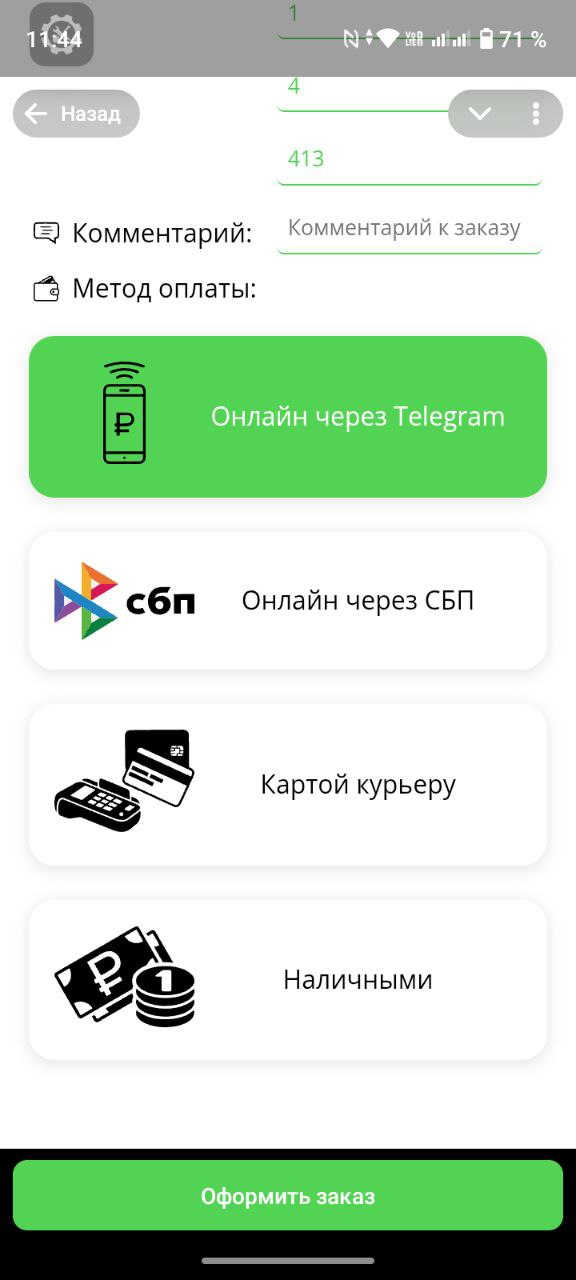 1
11:44
71 %
4
Назад
413
Комментарий:
Комментарий к заказу
Метод оплаты:
₽
Онлайн через Telegram
сбп
Онлайн через СБП
Картой курьеру
₽
1
Наличными
Оформить заказ